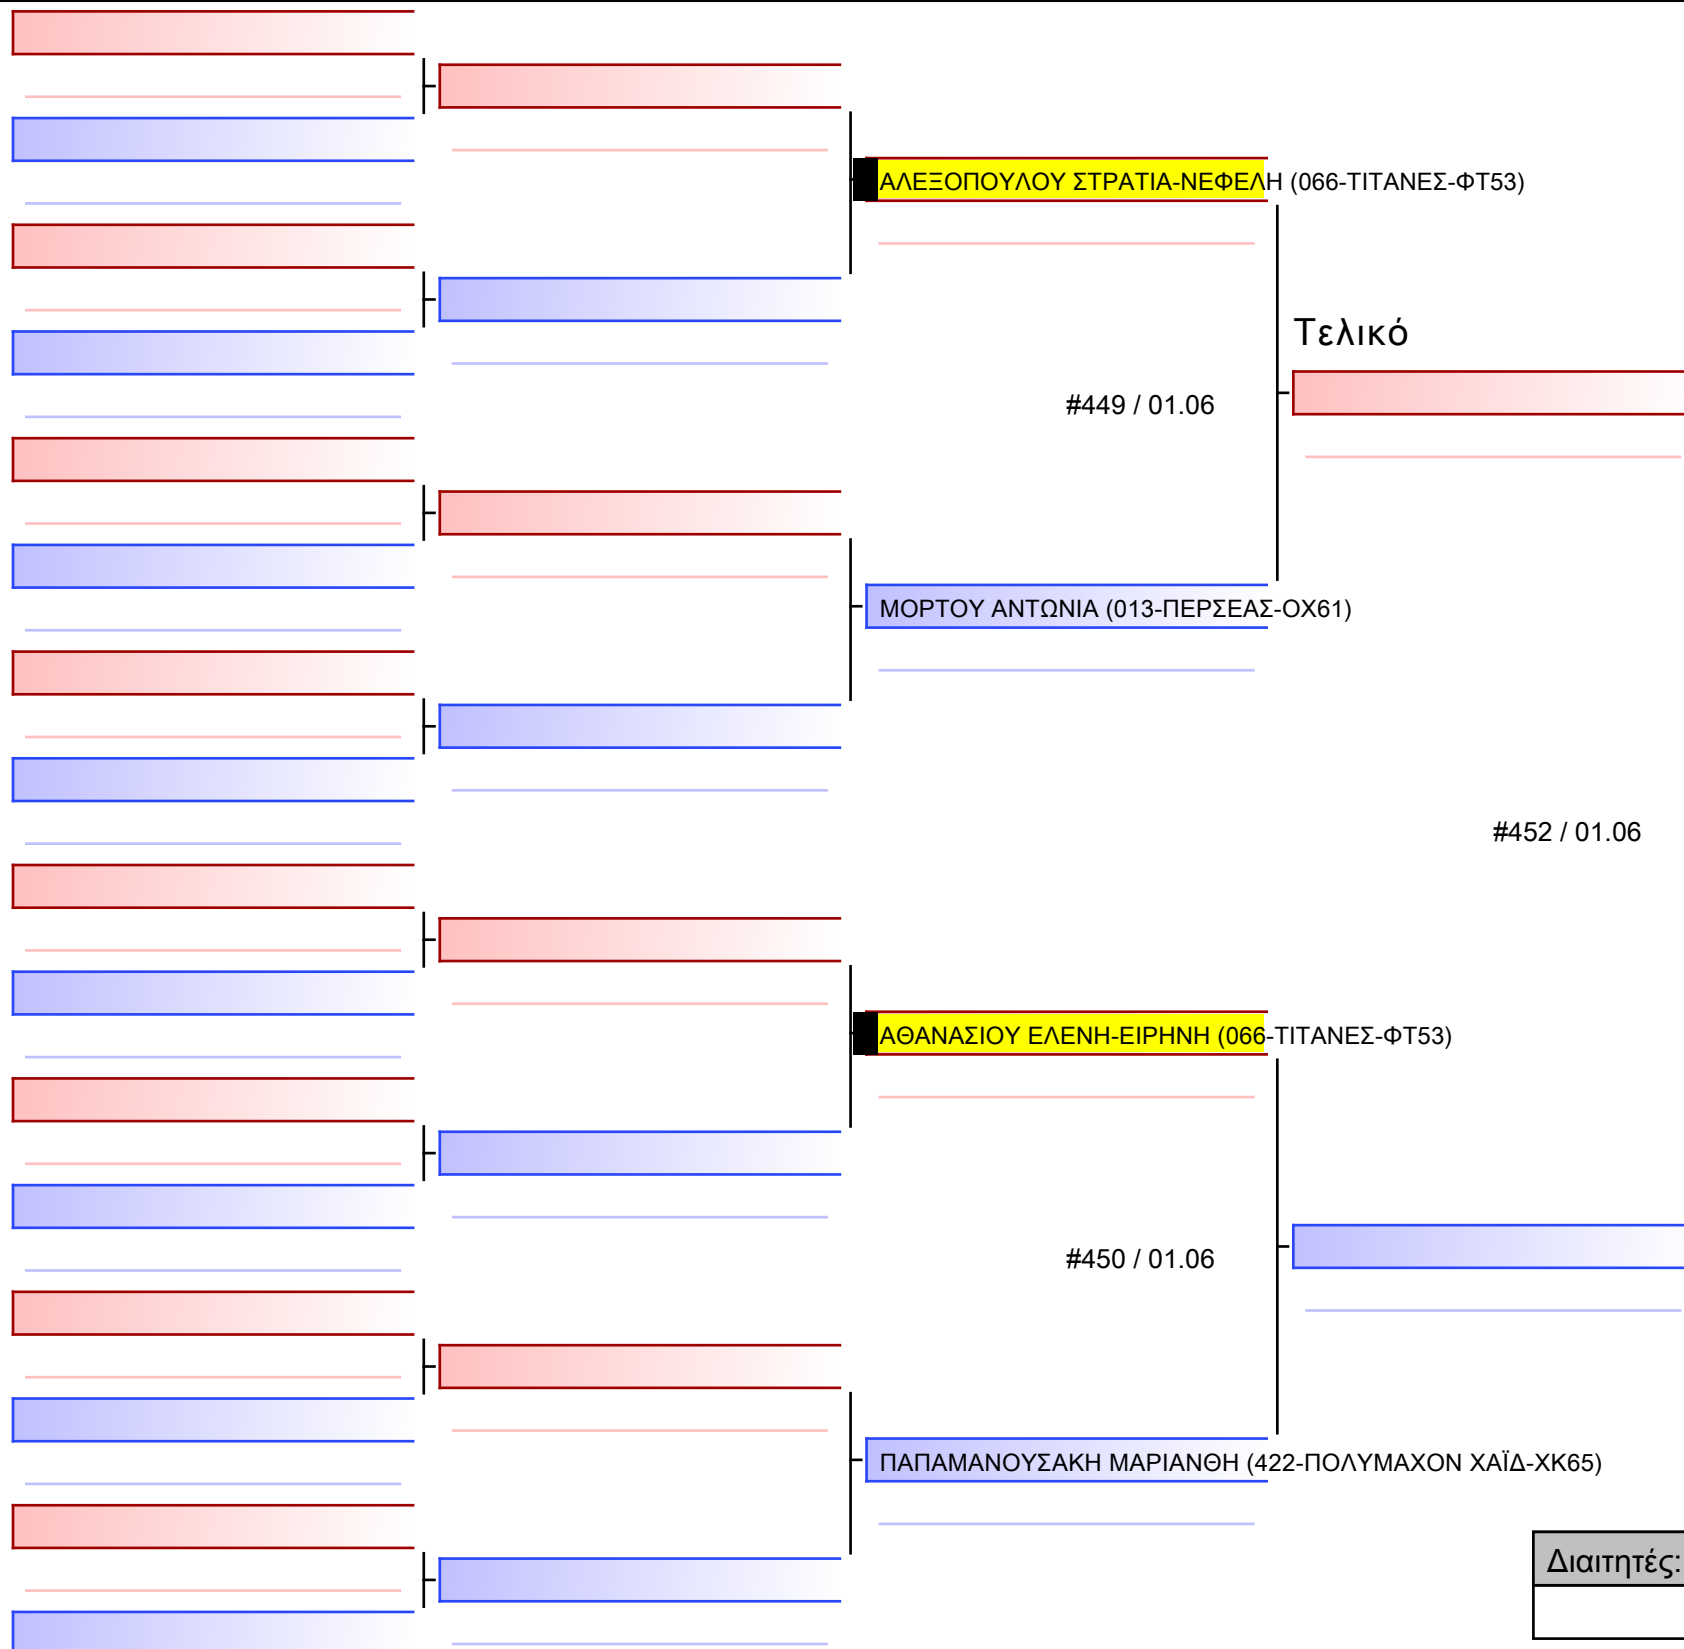 ΑΛΕΞΟΠΟΥΛΟΥ ΣΤΡΑΤΙΑ-ΝΕΦΕΛΗ (066-ΤΙΤΑΝΕΣ-ΦΤ53)
Τελικό
#449 / 01.06
ΜΟΡΤΟΥ ΑΝΤΩΝΙΑ (013-ΠΕΡΣΕΑΣ-ΟΧ61)
#452 / 01.06
ΑΘΑΝΑΣΙΟΥ ΕΛΕΝΗ-ΕΙΡΗΝΗ (066-ΤΙΤΑΝΕΣ-ΦΤ53)
#450 / 01.06
ΠΑΠΑΜΑΝΟΥΣΑΚΗ ΜΑΡΙΑΝΘΗ (422-ΠΟΛΥΜΑΧΟΝ ΧΑΪΔ-ΧΚ65)
Διαιτητές: